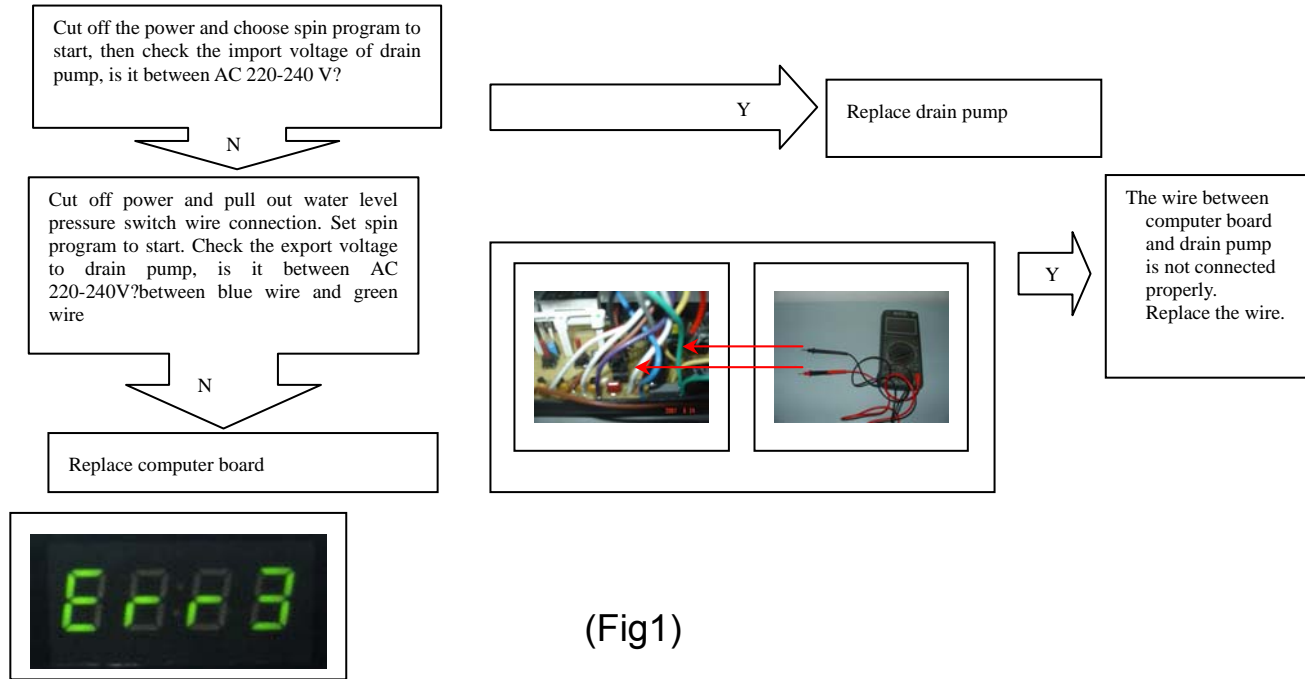 Cut off the power and choose spin program to
start, then check the import voltage of drain
pump, is it between AC 220-240 V?
Y
Replace drain pump
N
Cut off power and pull out water level
pressure switch wire connection. Set spin
program to start. Check the export voltage
to drain pump, is it between AC
220-240V?between blue wire and green
wire
Y
The wire between
computer board
and drain pump
is not connected
properly.
Replace the wire.
N
Replace computer board
Err3
(Fig1)